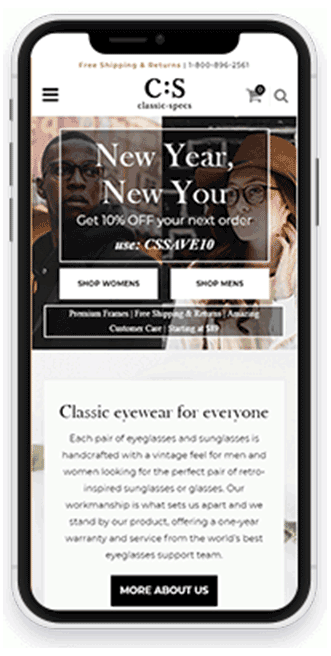 Free Shipping & Returns | 1-800-896-2561
C:S
classic-specs
0
New Year,
New You
Get 10% OFF your next order
use: CSSAVE10
SHOP WOMENS
SHOP MENS
Premium Frames | Free Shipping & Returns | Amazing
Customer Care | Starting at $89
Classic eyewear for everyone
Each pair of eyeglasses and sunglasses is
handcrafted with a vintage feel for men and
women looking for the perfect pair of retro-
inspired sunglasses or glasses. Our
workmanship is what sets us apart and we
stand by our product, offering a one-year
warranty and service from the world's best
eyeglasses support team.
MORE ABOUT US